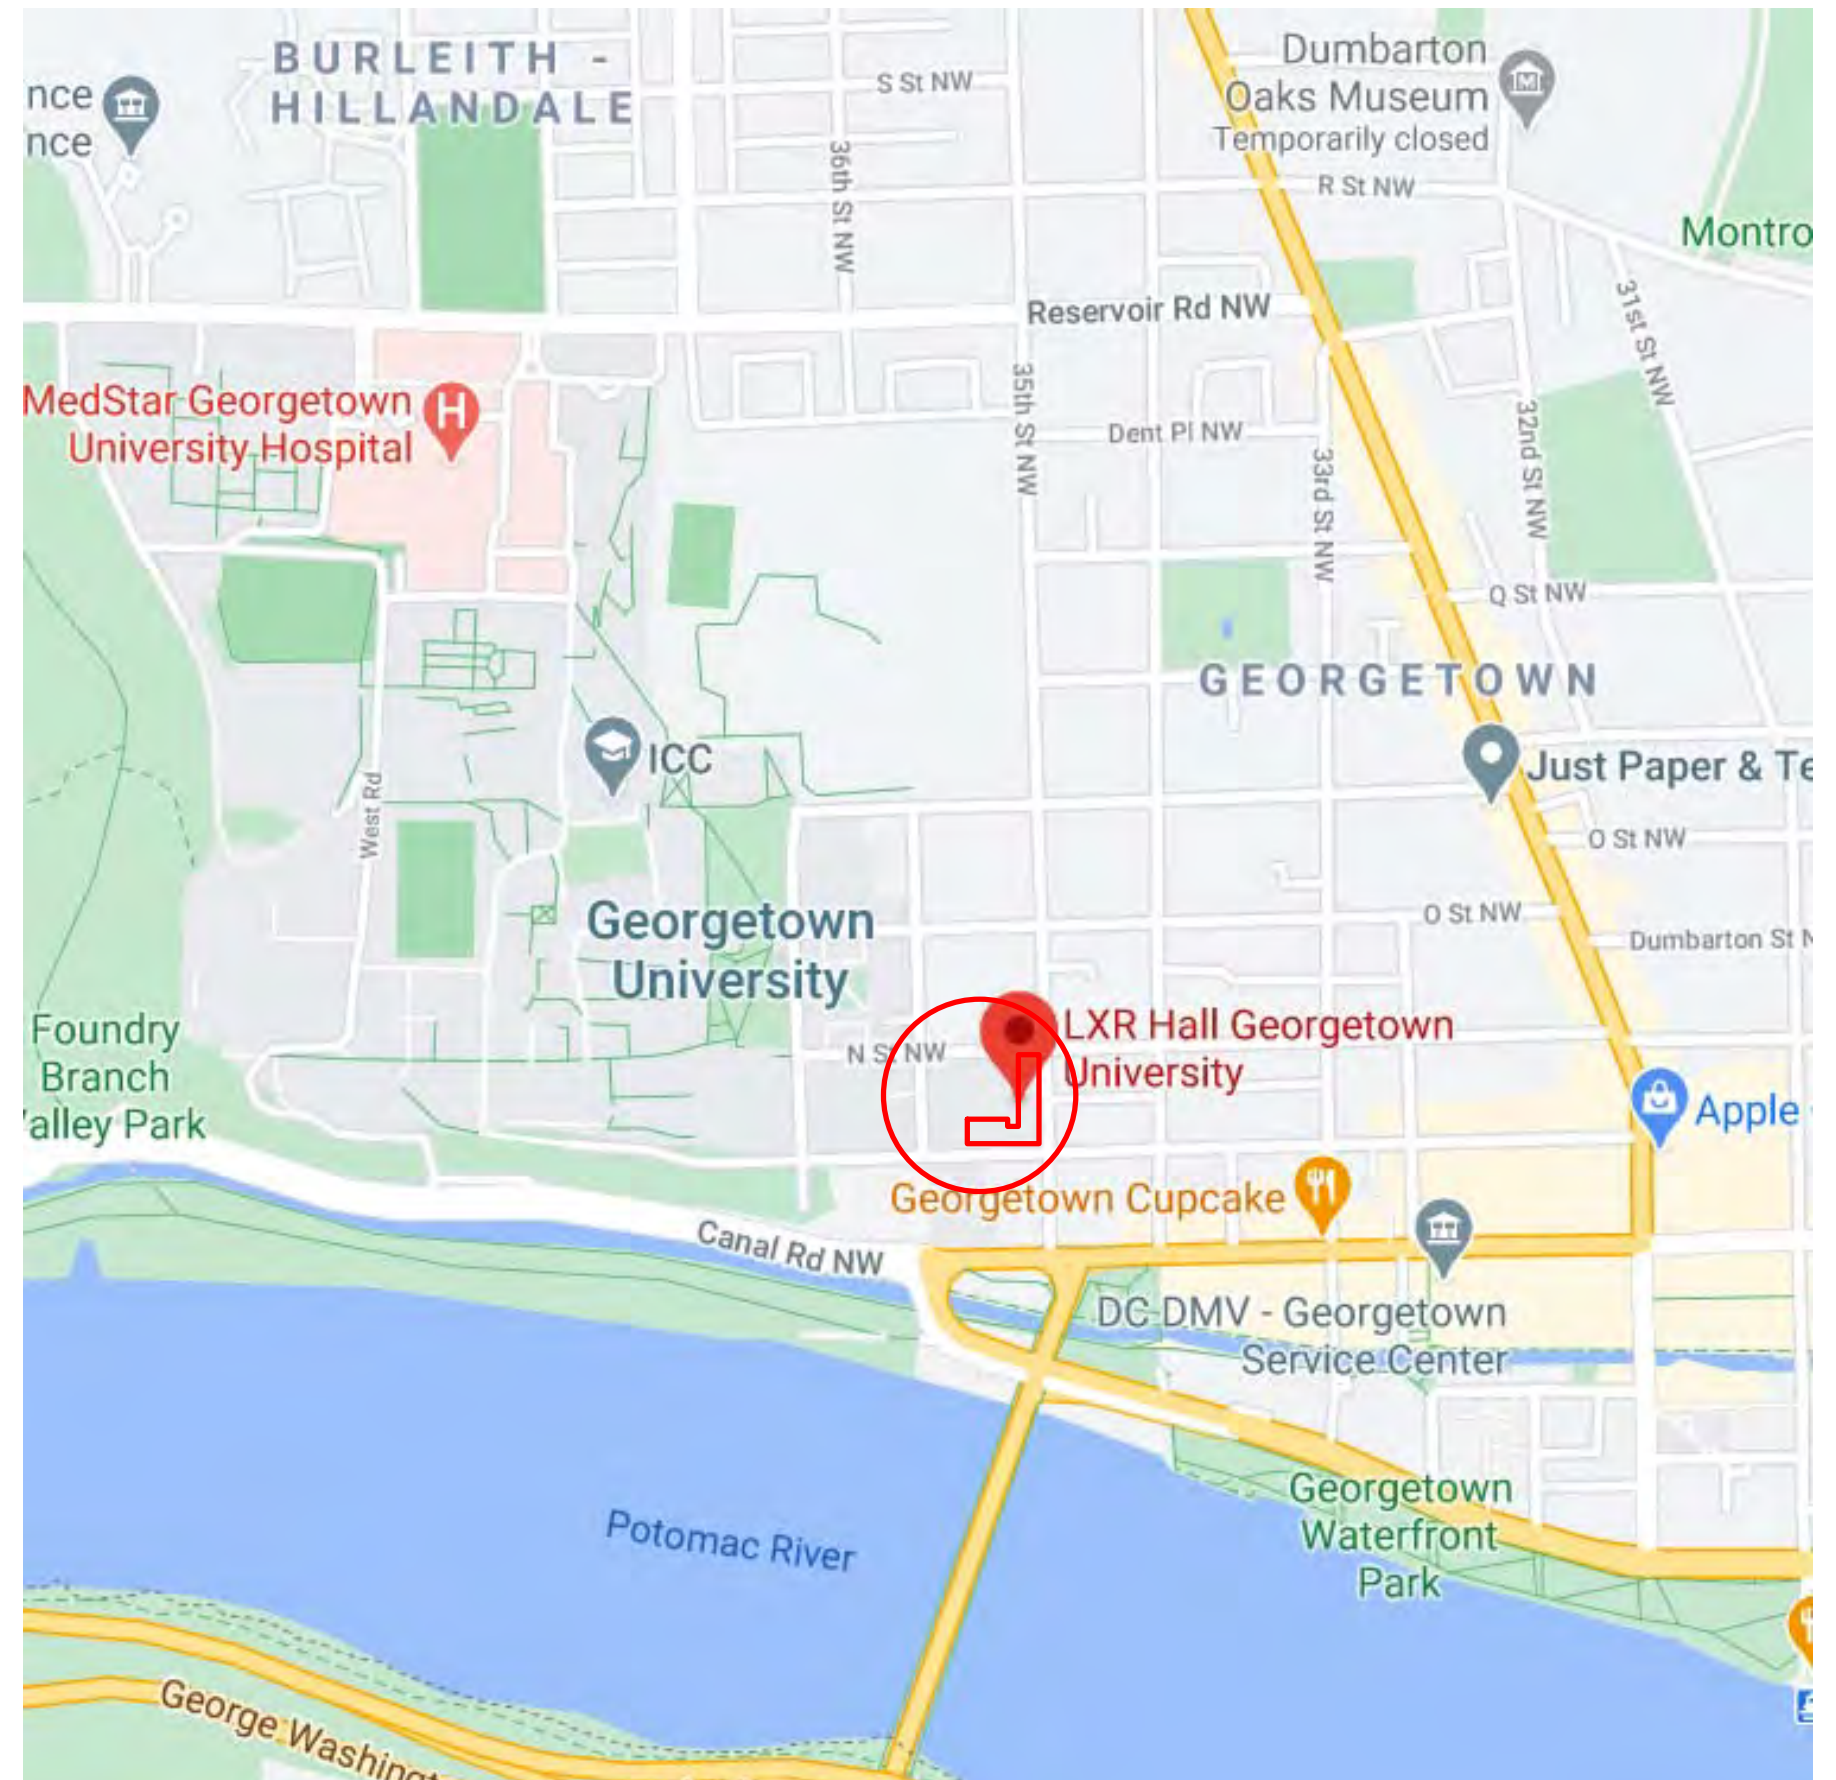 BURLEITH -
HILLANDALE
nce
nce
S St NW
36th St NW
Dumbarton
Oaks Museum
Temporarily closed
R St NW
Montro
31st St NW
Reservoir Rd NW
MedStar Georgetown
University Hospital
H
35th St NW
Dent Pl NW
33rd St NW
32nd St NW
Q St NW
GEORGETOWN
ICC
Just Paper & Te
West Rd
O St NW
O St NW
Dumbarton St N
Georgetown
University
Foundry
Branch
alley Park
N St NW
LXR Hall Georgetown
University
Apple
Georgetown Cupcake
Canal Rd NW
DC DMV - Georgetown
Service Center
Georgetown
Waterfront
Park
Potomac River
George Washingt